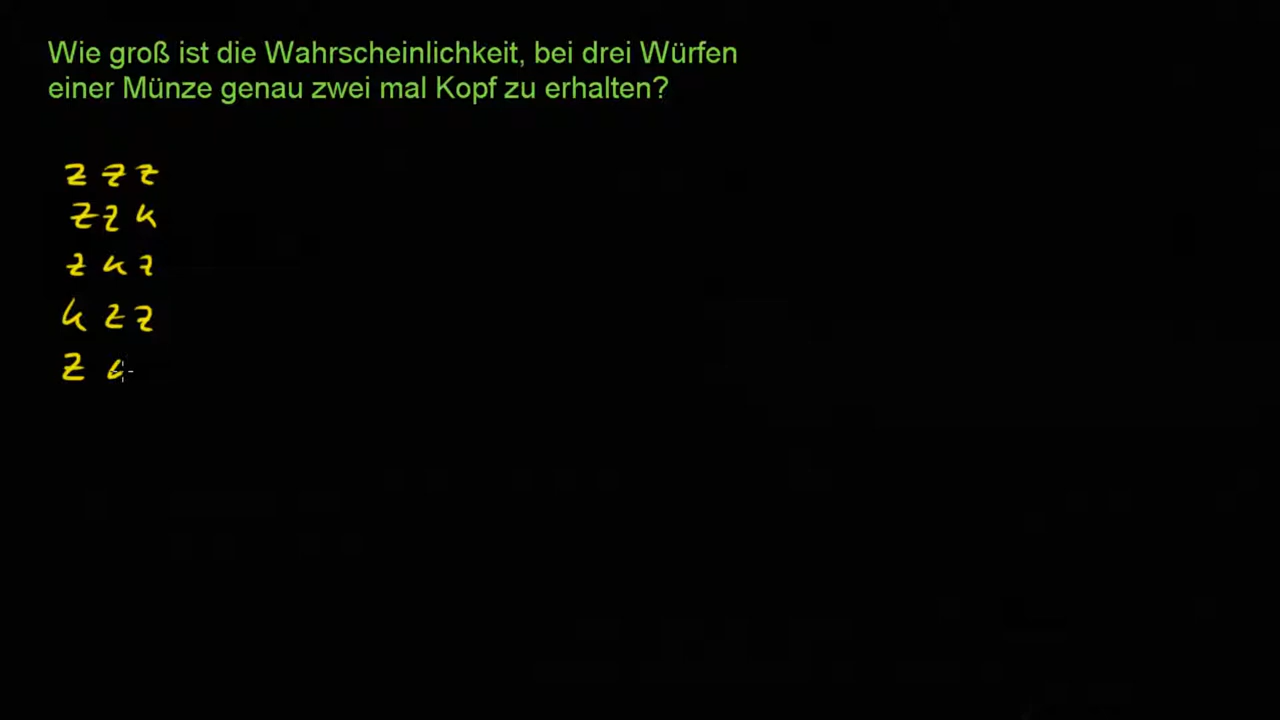 Wie groß ist die Wahrscheinlichkeit, bei drei Würfen
einer Münze genau zwei mal Kopf zu erhalten?
Z Z Z
Z Z K
Z K Z
K Z Z
Z